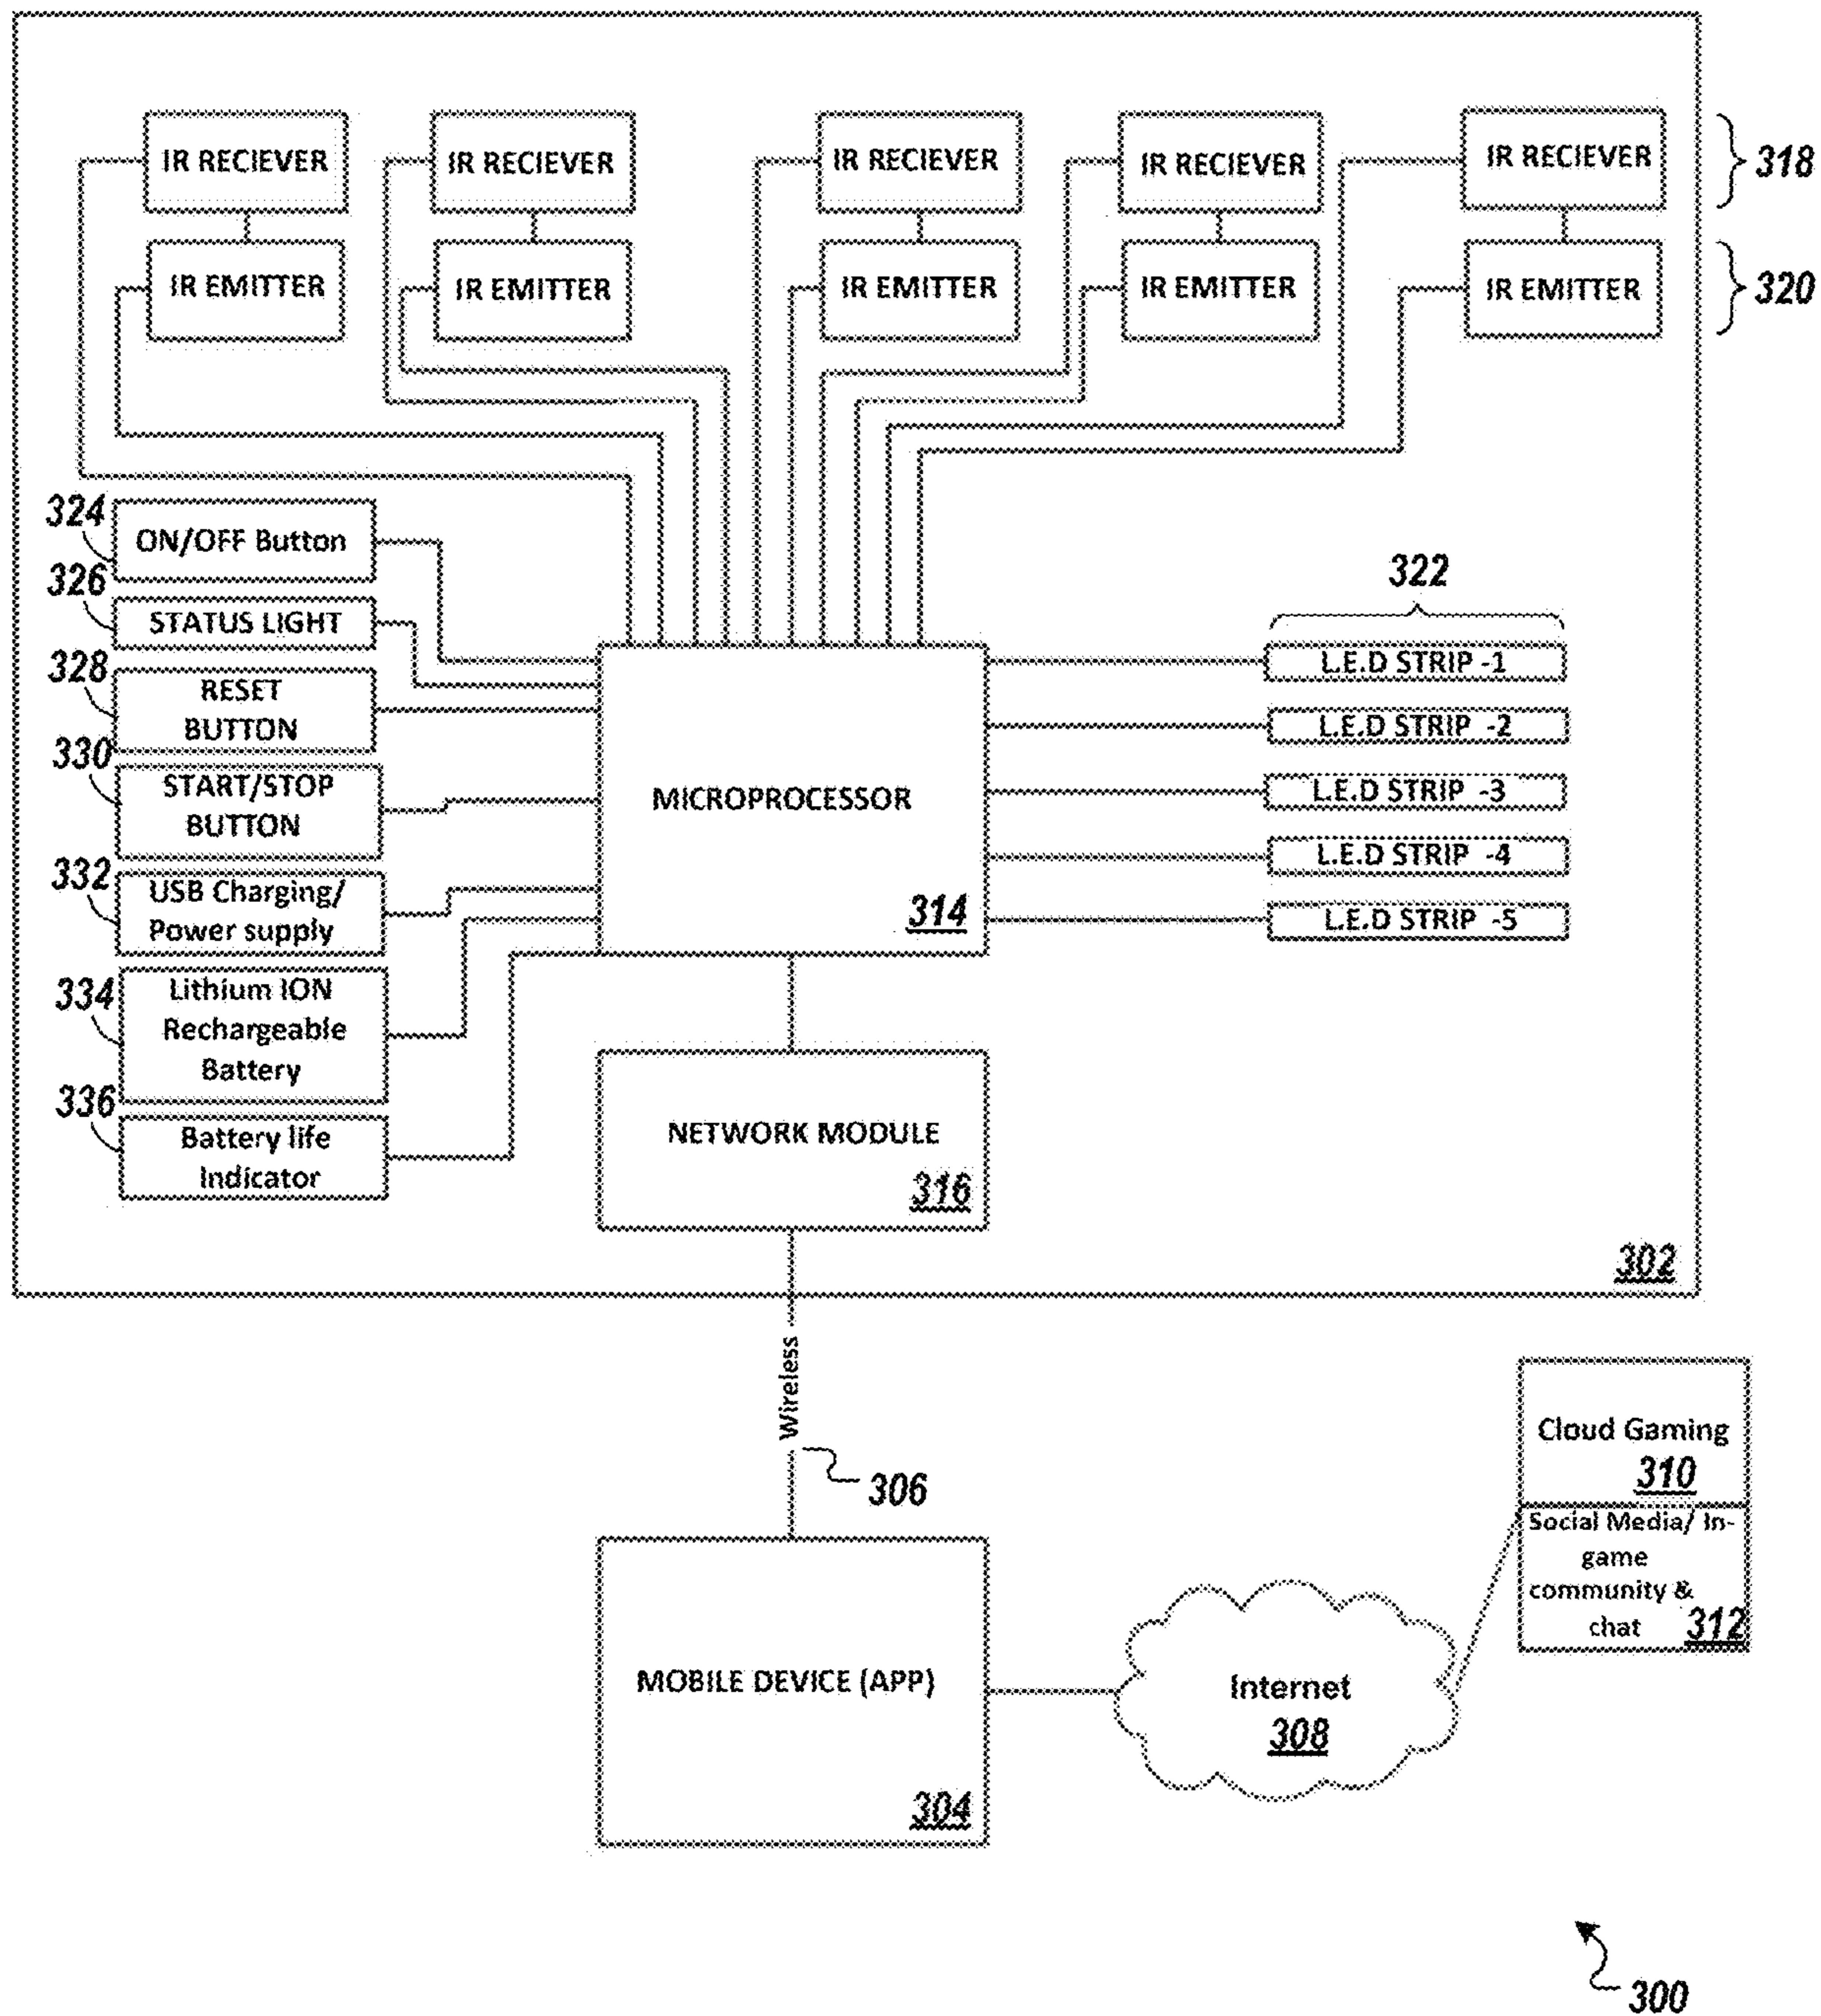 IR RECIEVER
IR RECIEVER
IR RECIEVER
IR RECIEVER
IR RECIEVER
318
IR EMITTER
IR EMITTER
IR EMITTER
IR EMITTER
IR EMITTER
320
324
ON/OFF Button
326
STATUS LIGHT
328
RESET
BUTTON
330
START/STOP
BUTTON
332
USB Charging/
Power supply
334
Lithium ION
Rechargeable
Battery
336
Battery life
Indicator
MICROPROCESSOR
314
322
L.E.D STRIP -1
L.E.D STRIP -2
L.E.D STRIP -3
L.E.D STRIP -4
L.E.D STRIP -5
NETWORK MODULE
316
302
Wireless
306
Cloud Gaming
310
Social Media/ In-
game
community &
chat
312
MOBILE DEVICE (APP)
304
Internet
308
300